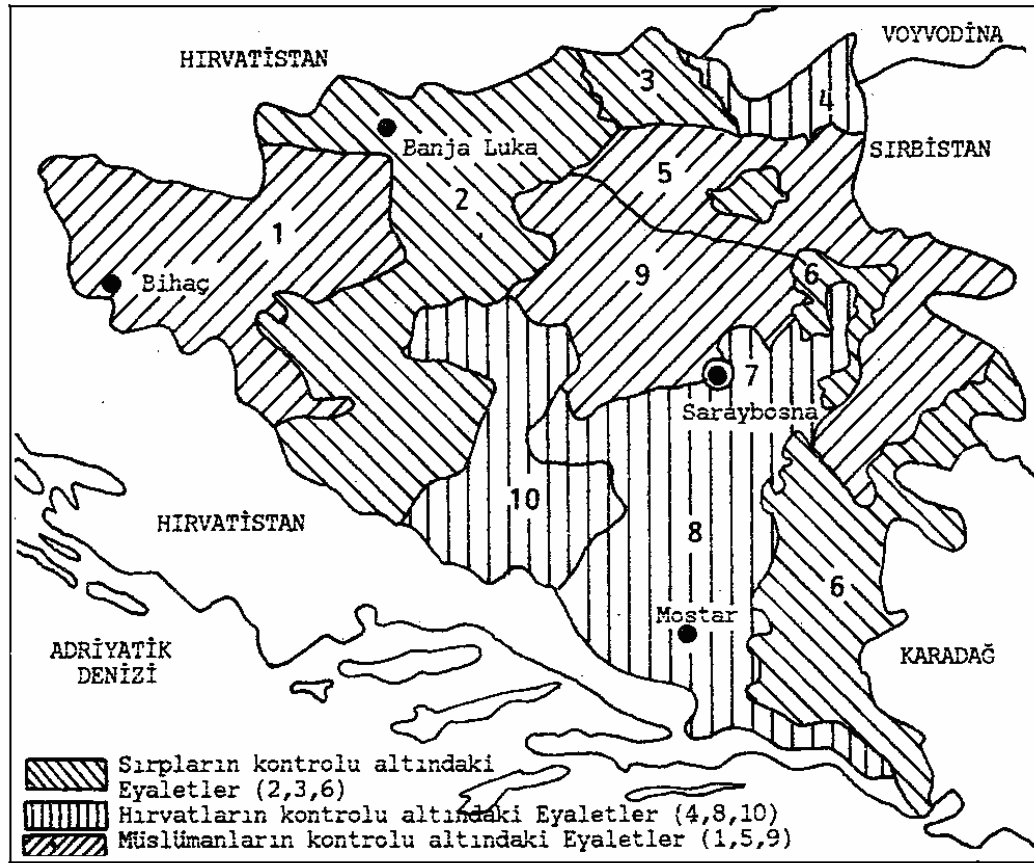 VOYVODİNA
HIRVATİSTAN
3
4
Banja Luka
SIRBİSTAN
5
2
1
6
9
Bihaç
7
Saraybosna
10
HIRVATİSTAN
8
6
Mostar
ADRİYATİK
DENİZİ
KARADAĞ
Sırpların kontrolu altındaki
Eyaletler (2,3,6)
Hırvatların kontrolu altındaki Eyaletler (4,8,10)
Müslümanların kontrolu altındaki Eyaletler (1,5,9)